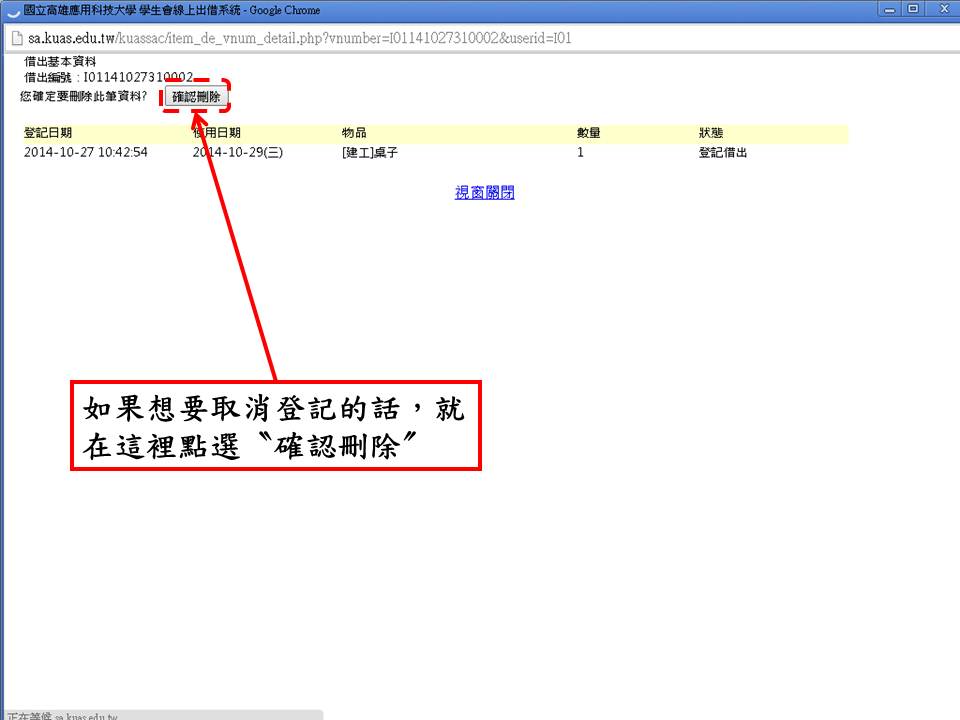 國立高雄應用科技大學 學生會線上出借系統 - Google Chrome
sa.kuas.edu.tw/kuassac/item_de_vnum_detail.php?vnumber=I01141027310002&userid=I01
借出基本資料
借出編號：I01141027310002
您確定要刪除此筆資料? 確認刪除
登記日期 使用日期 物品 數量 狀態
2014-10-27 10:42:54 2014-10-29(三) [建工]桌子 1 登記借出
視窗關閉
如果想要取消登記的話，就
在這裡點選〝確認刪除〞
正在等候 sa.kuas.edu.tw